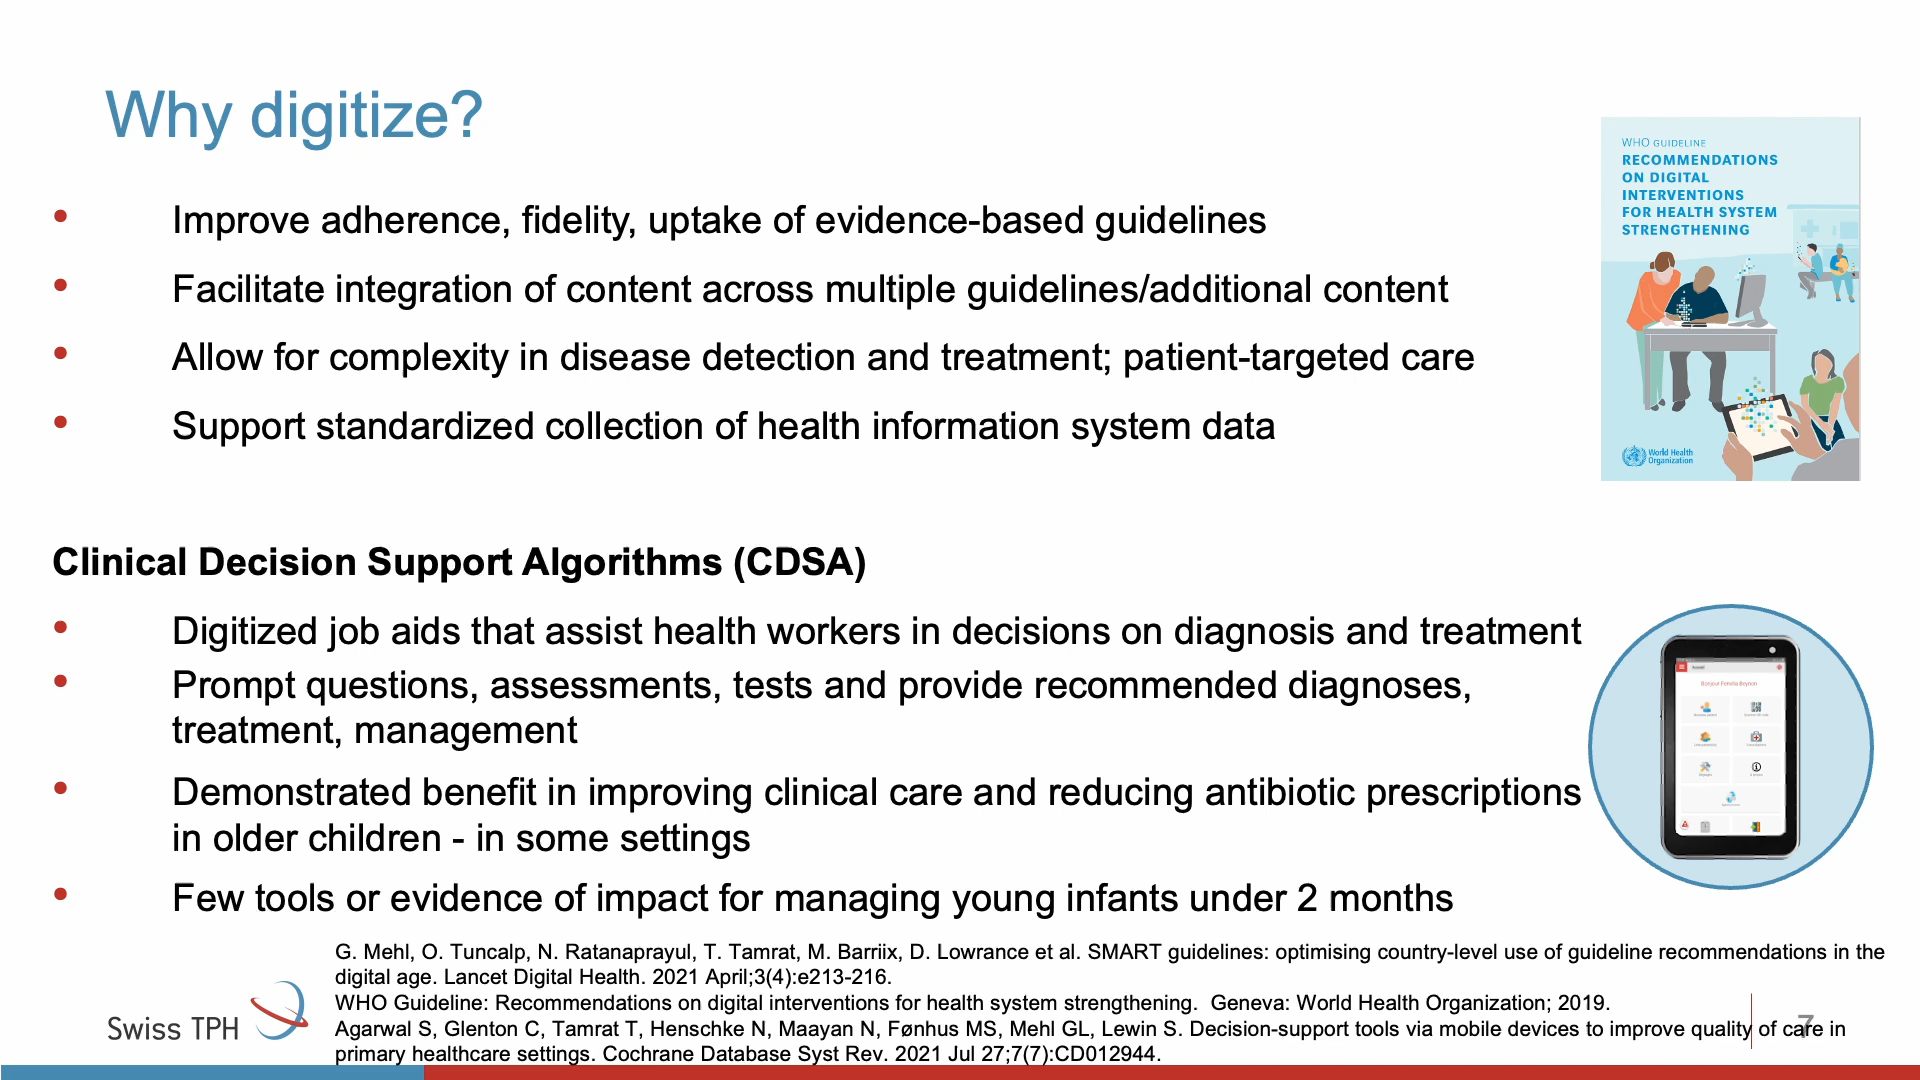 Why digitize?
• Improve adherence, fidelity, uptake of evidence-based guidelines
• Facilitate integration of content across multiple guidelines/additional content
• Allow for complexity in disease detection and treatment; patient-targeted care
• Support standardized collection of health information system data
WHO GUIDELINE
RECOMMENDATIONS
ON DIGITAL
INTERVENTIONS
FOR HEALTH SYSTEM
STRENGTHENING
World Health
Organization
Clinical Decision Support Algorithms (CDSA)
• Digitized job aids that assist health workers in decisions on diagnosis and treatment
• Prompt questions, assessments, tests and provide recommended diagnoses,
treatment, management
• Demonstrated benefit in improving clinical care and reducing antibiotic prescriptions
in older children - in some settings
• Few tools or evidence of impact for managing young infants under 2 months
G. Mehl, O. Tuncalp, N. Ratanaprayul, T. Tamrat, M. Barriix, D. Lowrance et al. SMART guidelines: optimising country-level use of guideline recommendations in the
digital age. Lancet Digital Health. 2021 April;3(4):e213-216.
WHO Guideline: Recommendations on digital interventions for health system strengthening. Geneva: World Health Organization; 2019.
Agarwal S, Glenton C, Tamrat T, Henschke N, Maayan N, Fønhus MS, Mehl GL, Lewin S. Decision-support tools via mobile devices to improve quality of care in
primary healthcare settings. Cochrane Database Syst Rev. 2021 Jul 27;7(7):CD012944.
Swiss TPH
7